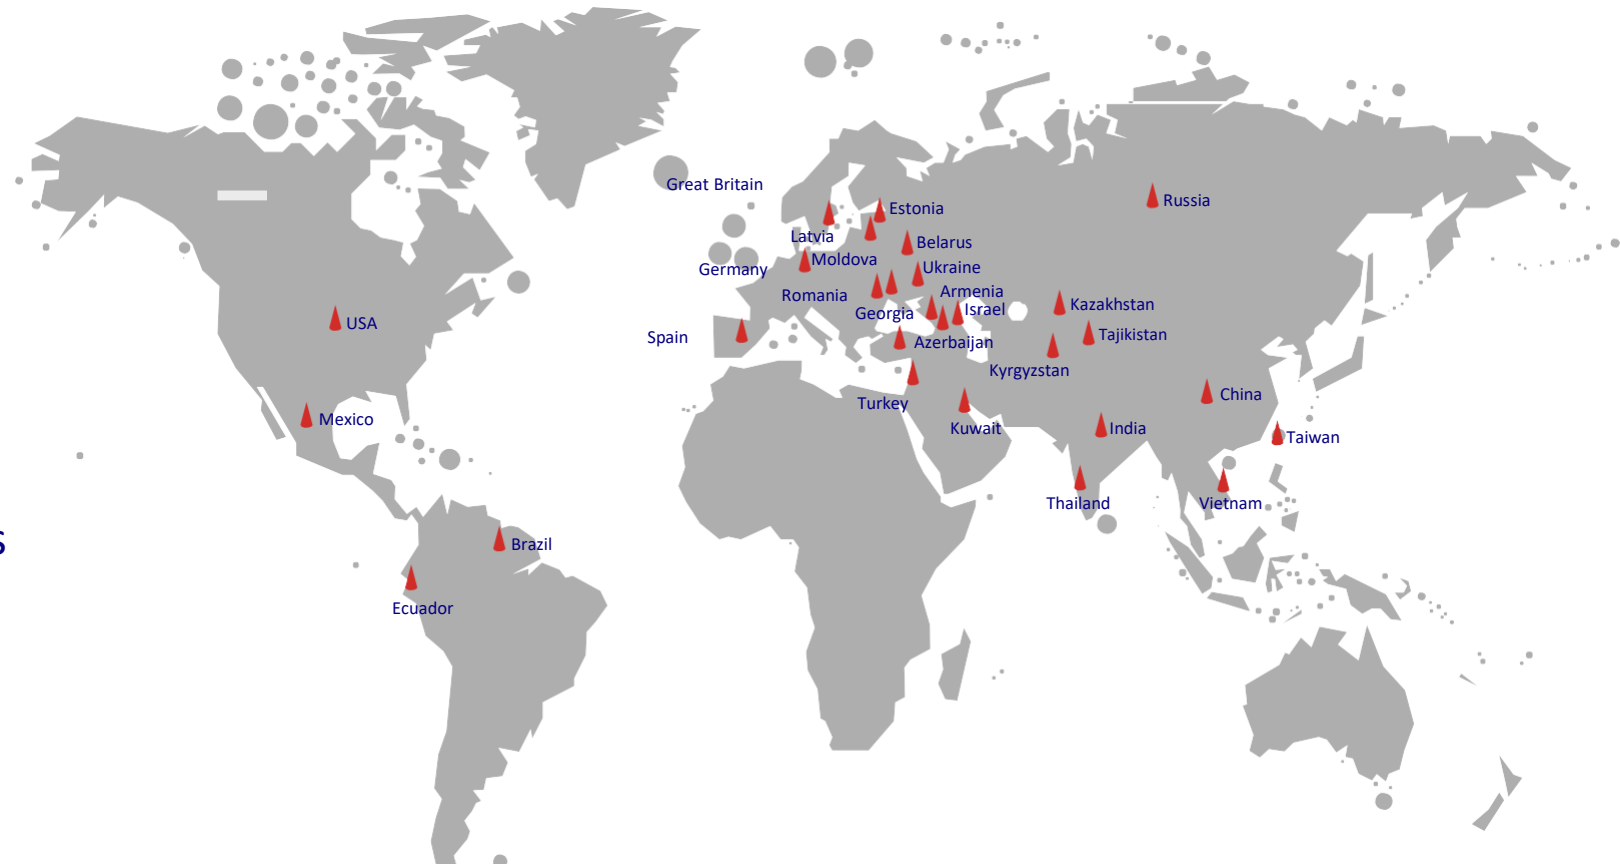 Great Britain
Russia
Estonia
Latvia
Belarus
Moldova
Germany
Ukraine
Romania
Armenia
Kazakhstan
Georgia
Israel
USA
Spain
Tajikistan
Azerbaijan
Kyrgyzstan
China
Turkey
Mexico
Kuwait
India
Taiwan
Thailand
Vietnam
s
Brazil
Ecuador